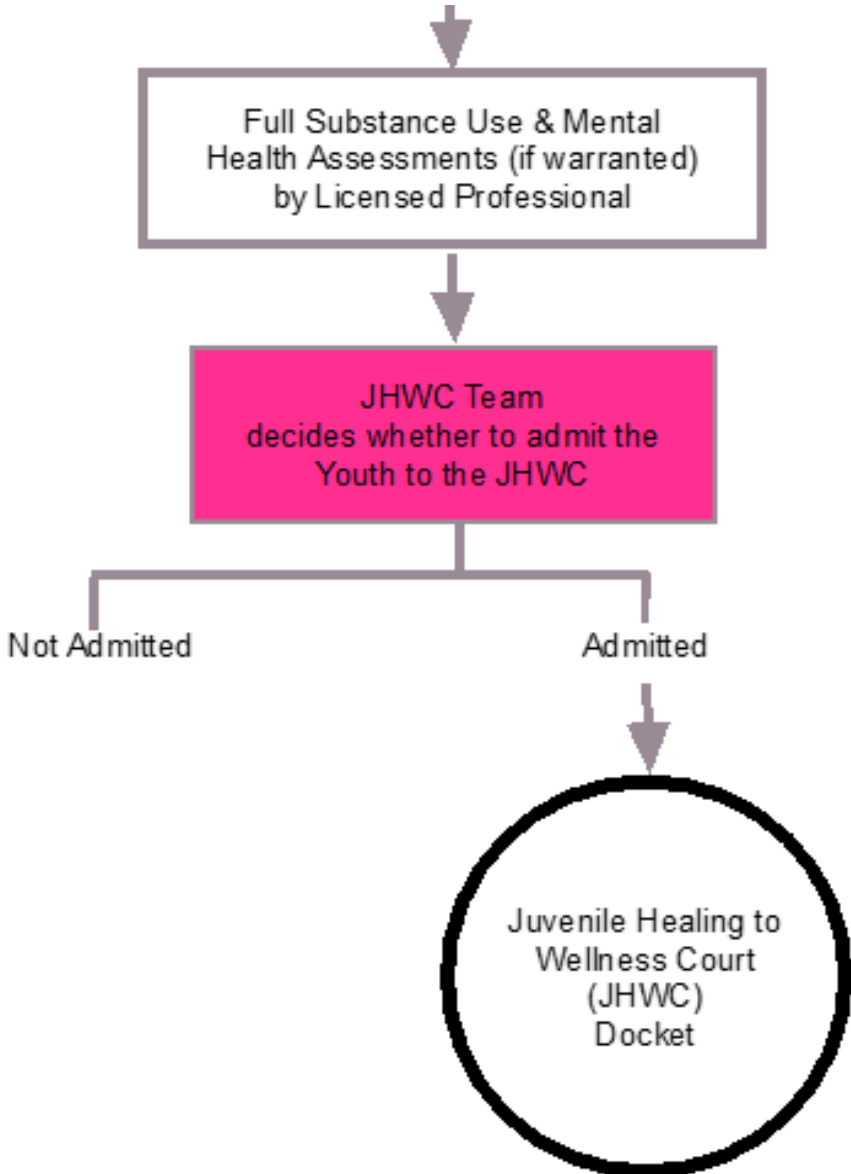 Full Substance Use & Mental
Health Assessments (if warranted)
by Licensed Professional
JHWC Team
decides whether to admit the
Youth to the JHWC
Not Admitted
Admitted
Juvenile Healing to
Wellness Court
(JHWC)
Docket